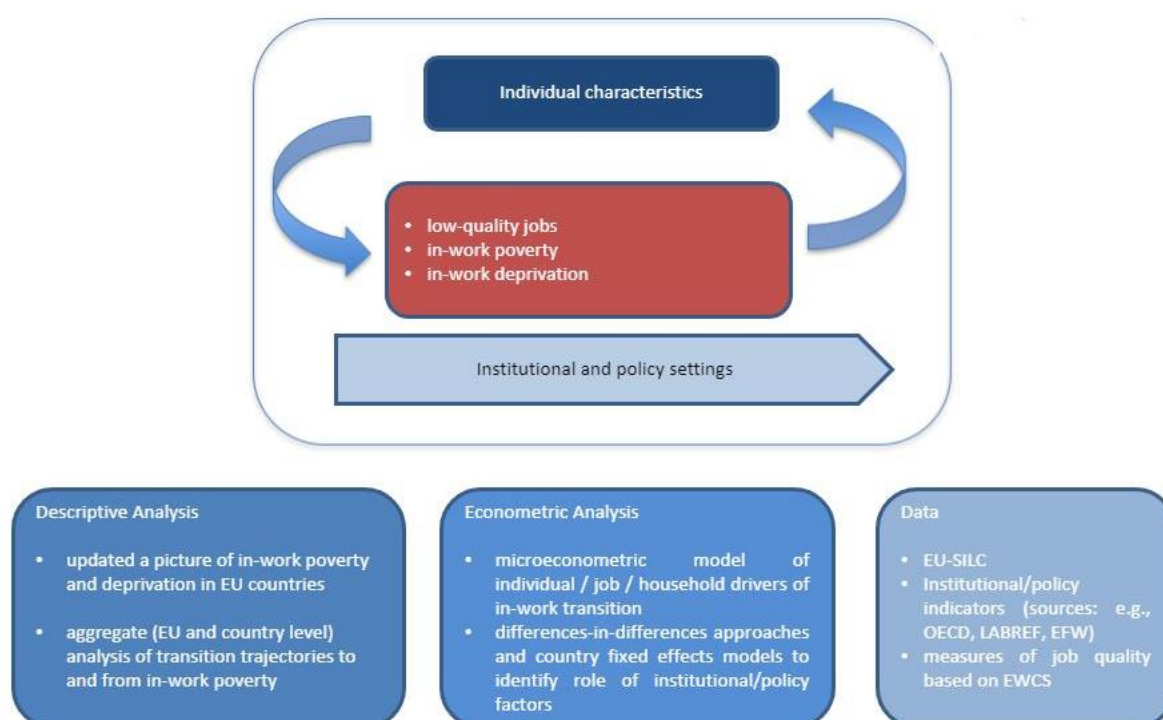 Individual characteristics
• low-quality jobs
• in-work poverty
• in-work deprivation
Institutional and policy settings
Descriptive Analysis
• updated a picture of in-work poverty
and deprivation in EU countries
• aggregate (EU and country level)
analysis of transition trajectories to
and from in-work poverty
Econometric Analysis
• microeconometric model of
individual / job / household drivers of
in-work transition
• differences-in-differences approaches
and country fixed effects models to
identify role of institutional/policy
factors
Data
• EU-SILC
• Institutional/policy
indicators (sources: e.g.,
OECD, LABREF, EFW)
• measures of job quality
based on EWCS